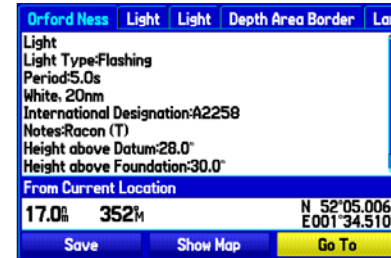 Orford Ness Light Light Depth Area Border
Light
Light Type:Flashing
Period:5.0s
White, 20nm
International Designation:A2258
Notes:Racon (T)
Height above Datum:28.0"
Height above Foundation:30.0"
From Current Location
17.0 352°M N 52°05.006
E001°34.510
Save Show Map Go To